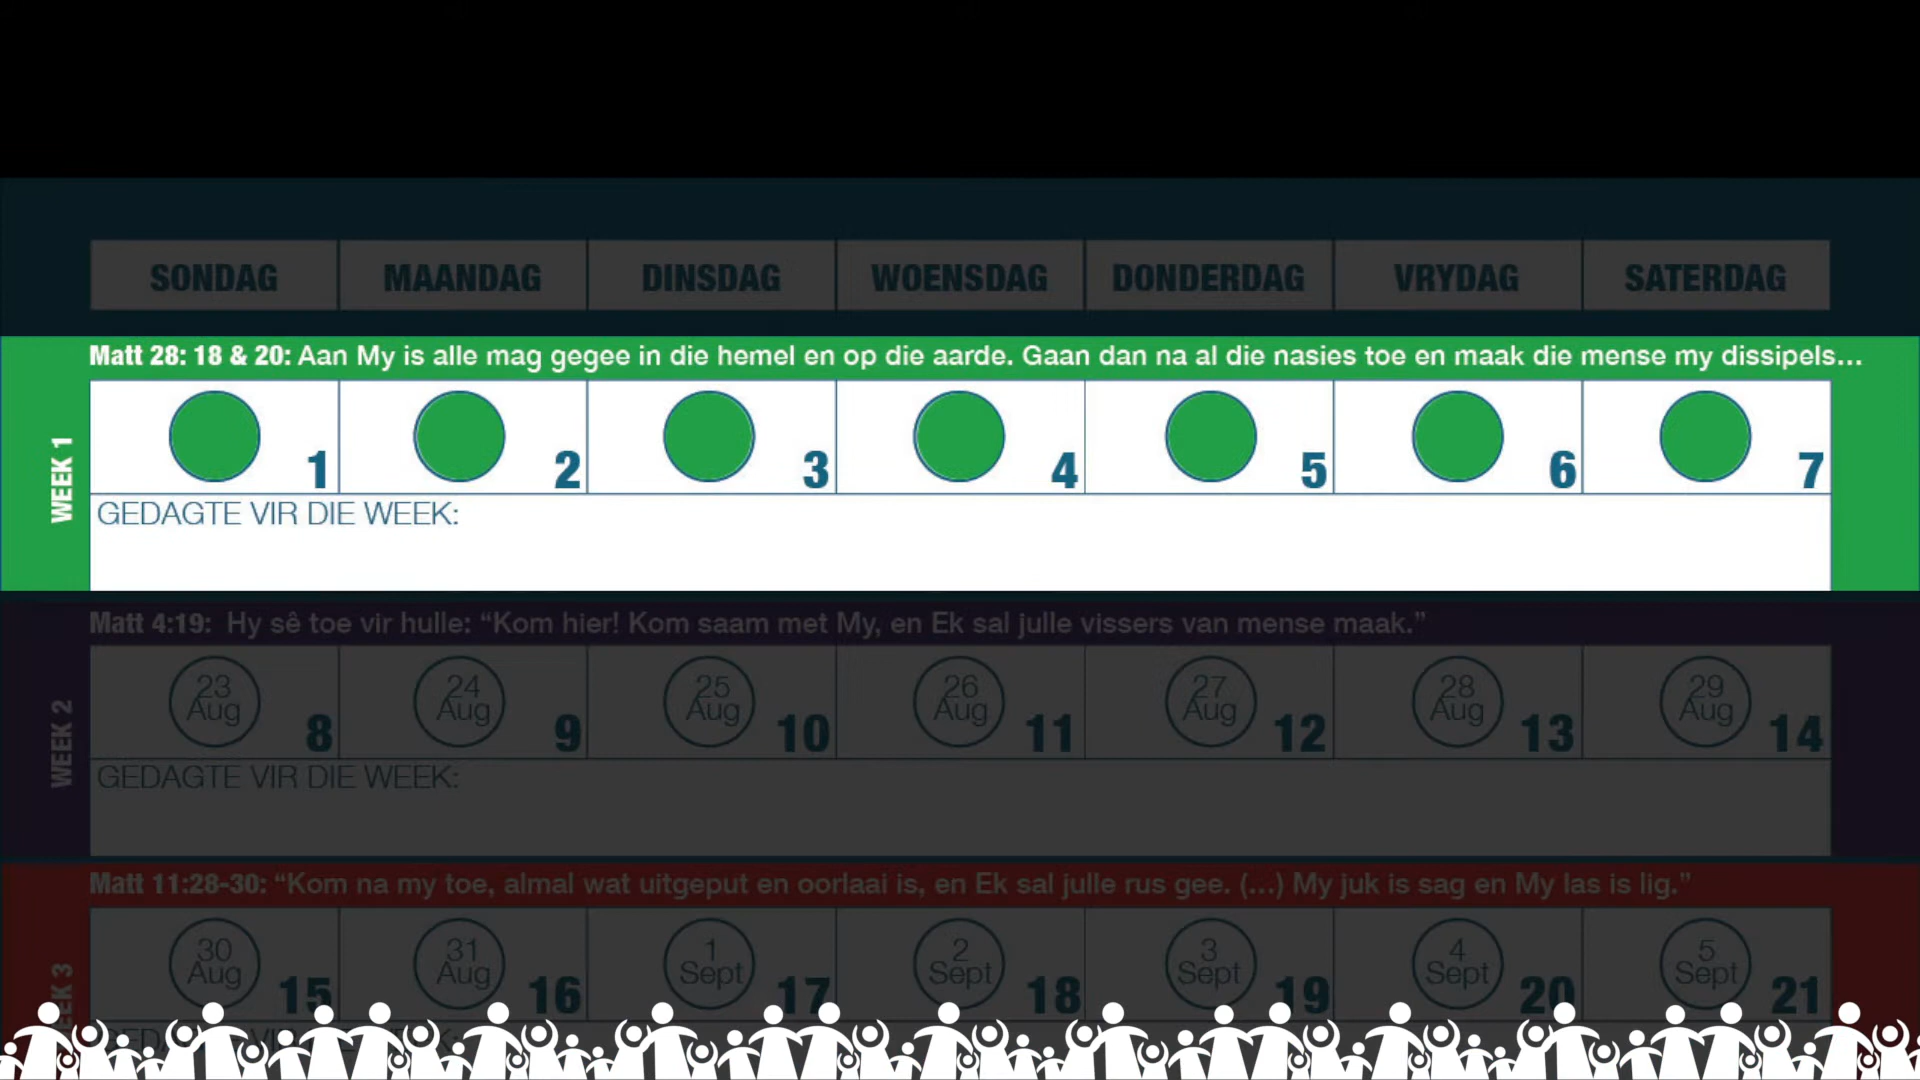 SONDAG MAANDAG DINSDAG WOENSDAG DONDERDAG VRYDAG SATERDAG
Matt 28: 18 & 20: Aan My is alle mag gegee in die hemel en op die aarde. Gaan dan na al die nasies toe en maak die mense my dissipels...
WEEK 1
1 2 3 4 5 6 7
GEDAGTE VIR DIE WEEK:
Matt 4:19: Hy sê toe vir hulle: “Kom hier! Kom saam met My, en Ek sal julle vissers van mense maak.”
WEEK 2
23 Aug 8 24 Aug 9 25 Aug 10 26 Aug 11 27 Aug 12 28 Aug 13 29 Aug 14
GEDAGTE VIR DIE WEEK:
Matt 11:28-30: “Kom na my toe, almal wat uitgeput en oorlaai is, en Ek sal julle rus gee. (...) My juk is sag en My las is lig.”
WEEK 3
30 Aug 15 31 Aug 16 1 Sept 17 2 Sept 18 3 Sept 19 4 Sept 20 5 Sept 21